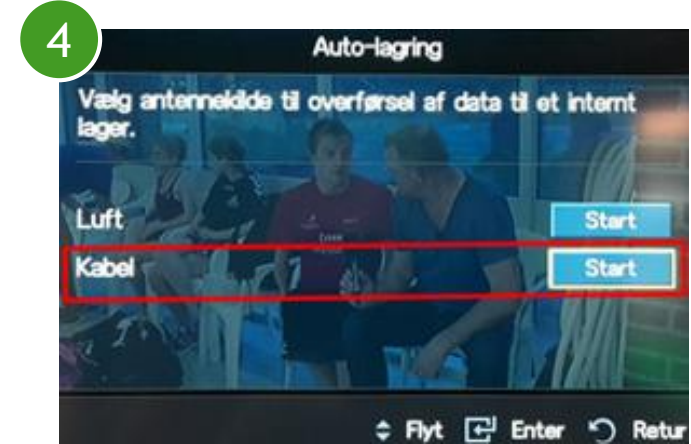 4
Auto-lagring
Vælg antennekilde til overførsel af data til et internt
lager.
Luft Start
Kabel Start
Flyt Enter Retur